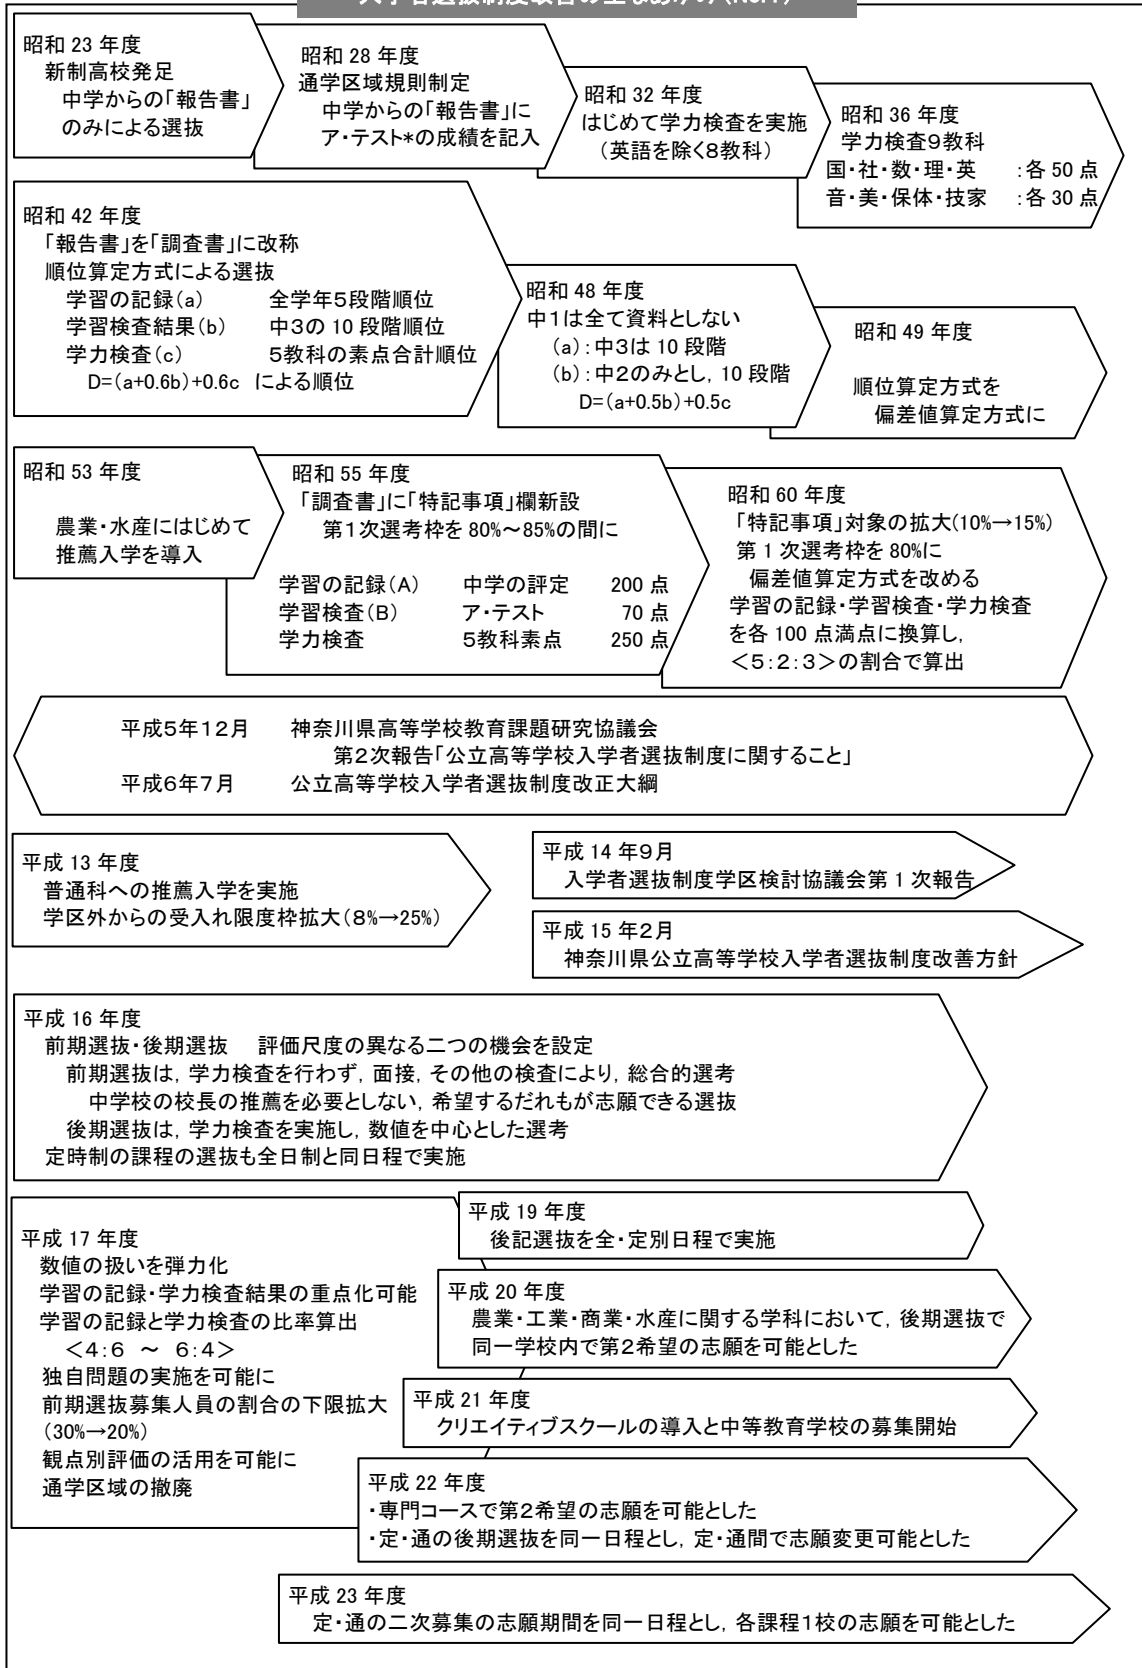 昭和 23 年度
新制高校発足
中学からの「報告書」
のみによる選抜
昭和 28 年度
通学区域規則制定
中学からの「報告書」に
ア・テスト*の成績を記入
昭和 32 年度
はじめて学力検査を実施
(英語を除く8教科)
昭和 36 年度
学力検査9教科
国・社・数・理・英 :各 50 点
音・美・保体・技家 :各 30 点
昭和 42 年度
「報告書」を「調査書」に改称
順位算定方式による選抜
学習の記録(a) 全学年5段階順位
学習検査結果(b) 中3の 10 段階順位
学力検査(c) 5教科の素点合計順位
D=(a+0.6b)+0.6c による順位
昭和 48 年度
中1は全て資料としない
(a):中3は 10 段階
(b):中2のみとし, 10 段階
D=(a+0.5b)+0.5c
昭和 49 年度
順位算定方式を
偏差値算定方式に
昭和 53 年度
農業・水産にはじめて
推薦入学を導入
昭和 55 年度
「調査書」に「特記事項」欄新設
第1次選考枠を 80%~85%の間に
学習の記録(A) 中学の評定 200 点
学習検査(B) ア・テスト 70 点
学力検査 5教科素点 250 点
昭和 60 年度
「特記事項」対象の拡大(10%→15%)
第 1 次選考枠を 80%に
偏差値算定方式を改める
学習の記録・学習検査・学力検査
を各 100 点満点に換算し,
<5:2:3>の割合で算出
平成5年12月 神奈川県高等学校教育課題研究協議会
第2次報告「公立高等学校入学者選抜制度に関すること」
平成6年7月 公立高等学校入学者選抜制度改正大綱
平成 13 年度
普通科への推薦入学を実施
学区外からの受入れ限度枠拡大(8%→25%)
平成 14 年9月
入学者選抜制度学区検討協議会第 1 次報告
平成 15 年2月
神奈川県公立高等学校入学者選抜制度改善方針
平成 16 年度
前期選抜・後期選抜 評価尺度の異なる二つの機会を設定
前期選抜は, 学力検査を行わず, 面接, その他の検査により, 総合的選考
中学校の校長の推薦を必要としない, 希望するだれもが志願できる選抜
後期選抜は, 学力検査を実施し, 数値を中心とした選考
定時制の課程の選抜も全日制と同日程で実施
平成 17 年度
数値の扱いを弾力化
学習の記録・学力検査結果の重点化可能
学習の記録と学力検査の比率算出
<4:6 ~ 6:4>
独自問題の実施を可能に
前期選抜募集人員の割合の下限拡大
(30%→20%)
観点別評価の活用を可能に
通学区域の撤廃
平成 19 年度
後記選抜を全・定別日程で実施
平成 20 年度
農業・工業・商業・水産に関する学科において, 後期選抜で
同一学校内で第2希望の志願を可能とした
平成 21 年度
クリエイティブスクールの導入と中等教育学校の募集開始
平成 22 年度
・専門コースで第2希望の志願を可能とした
・定・通の後期選抜を同一日程とし, 定・通間で志願変更可能とした
平成 23 年度
定・通の二次募集の志願期間を同一日程とし, 各課程1校の志願を可能とした